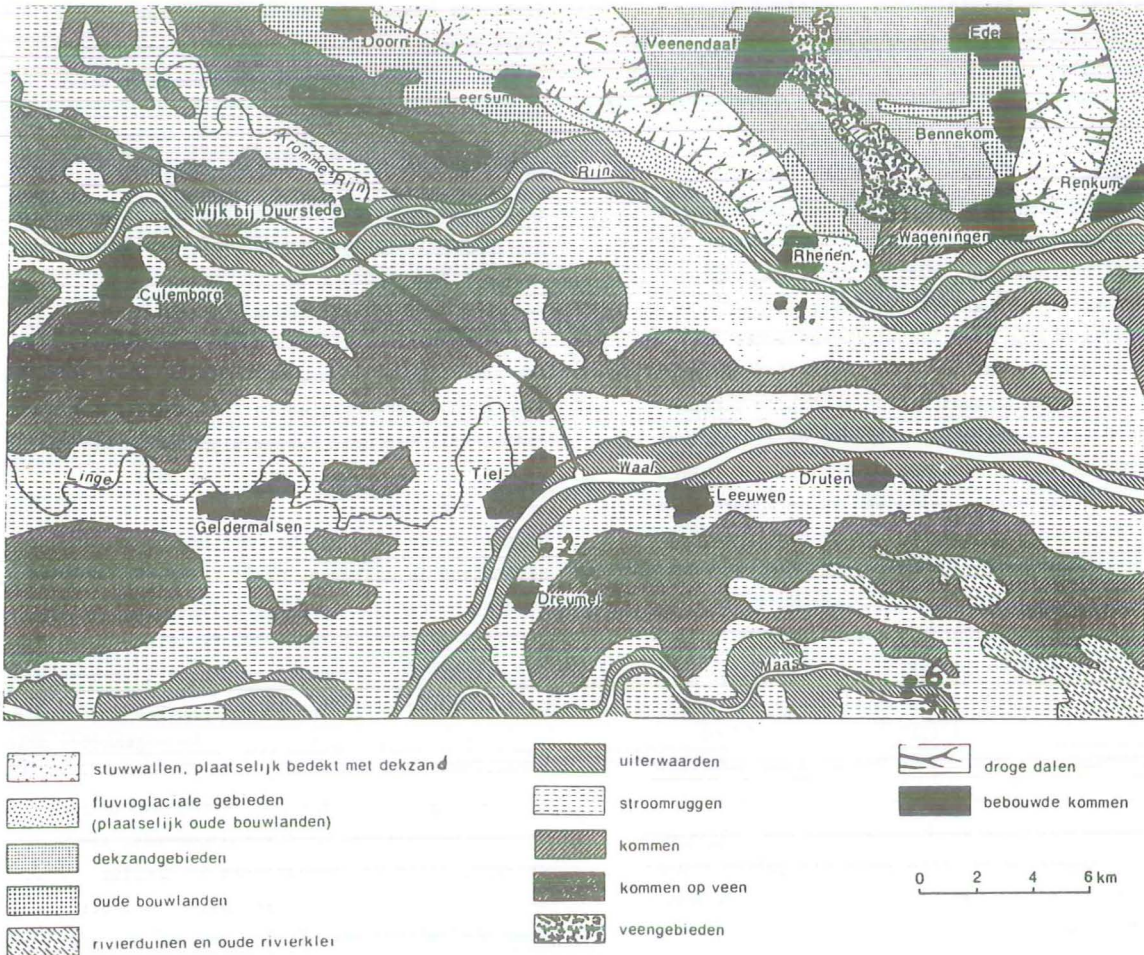 Doorn
Veenendaal
Ede
Leersum
Bennekom
Kromme Rijn
Rijn
Renkum
Wijk bij Duurstede
Wageningen
Rhenen
Culemborg
1.
Linge
Tiel
Waal
Druten
Leeuwen
Geldermalsen
2.
Dreumel
Maas
6.
stuwwallen, plaatselijk bedekt met dekzand
fluvioglaciale gebieden
(plaatselijk oude bouwlanden)
dekzandgebieden
oude bouwlanden
rivierduinen en oude rivierklei
uiterwaarden
stroomruggen
kommen
kommen op veen
veengebieden
droge dalen
bebouwde kommen
0 2 4 6 km